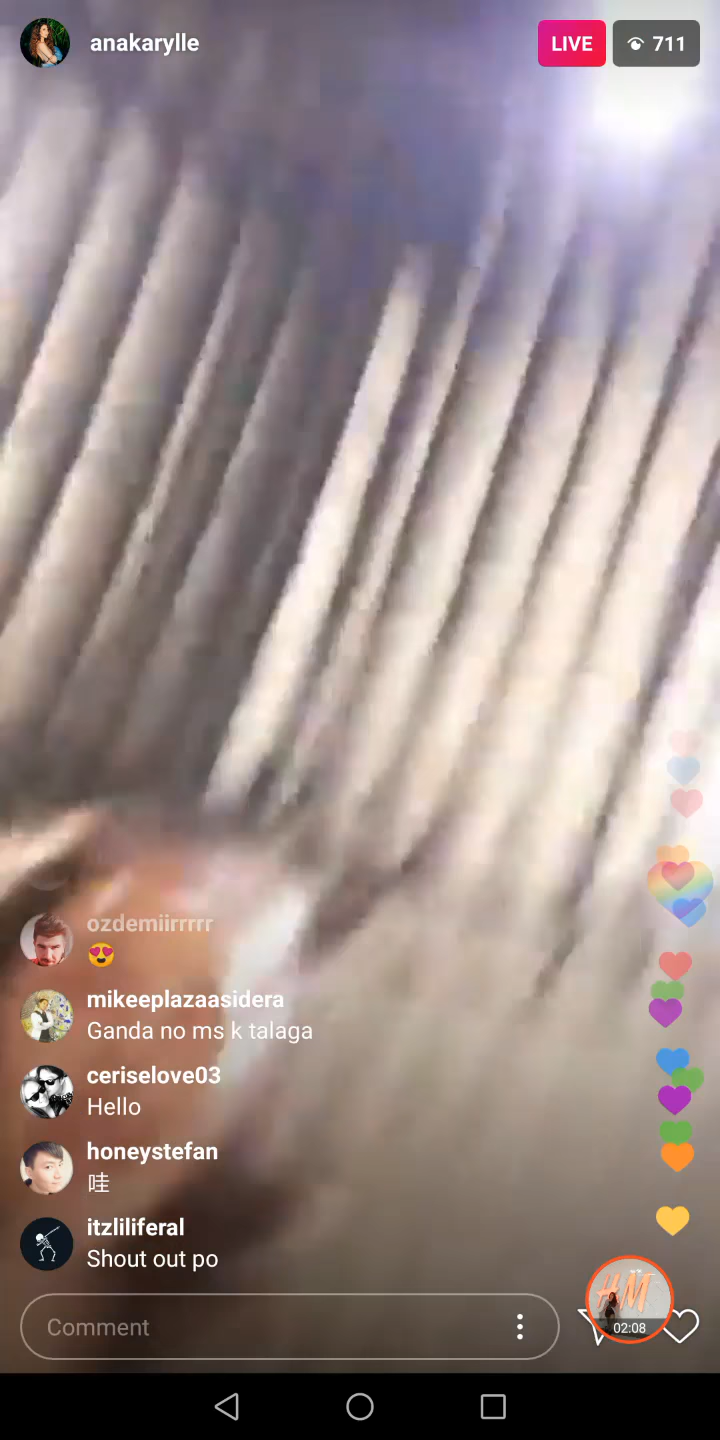 anakarylle
LIVE
711
ozdemiirrrrr
😍
mikeeplazaasidera
Ganda no ms k talaga
ceriselove03
Hello
honeystefan
哇
itzliliferal
Shout out po
Comment
H&M
02:08